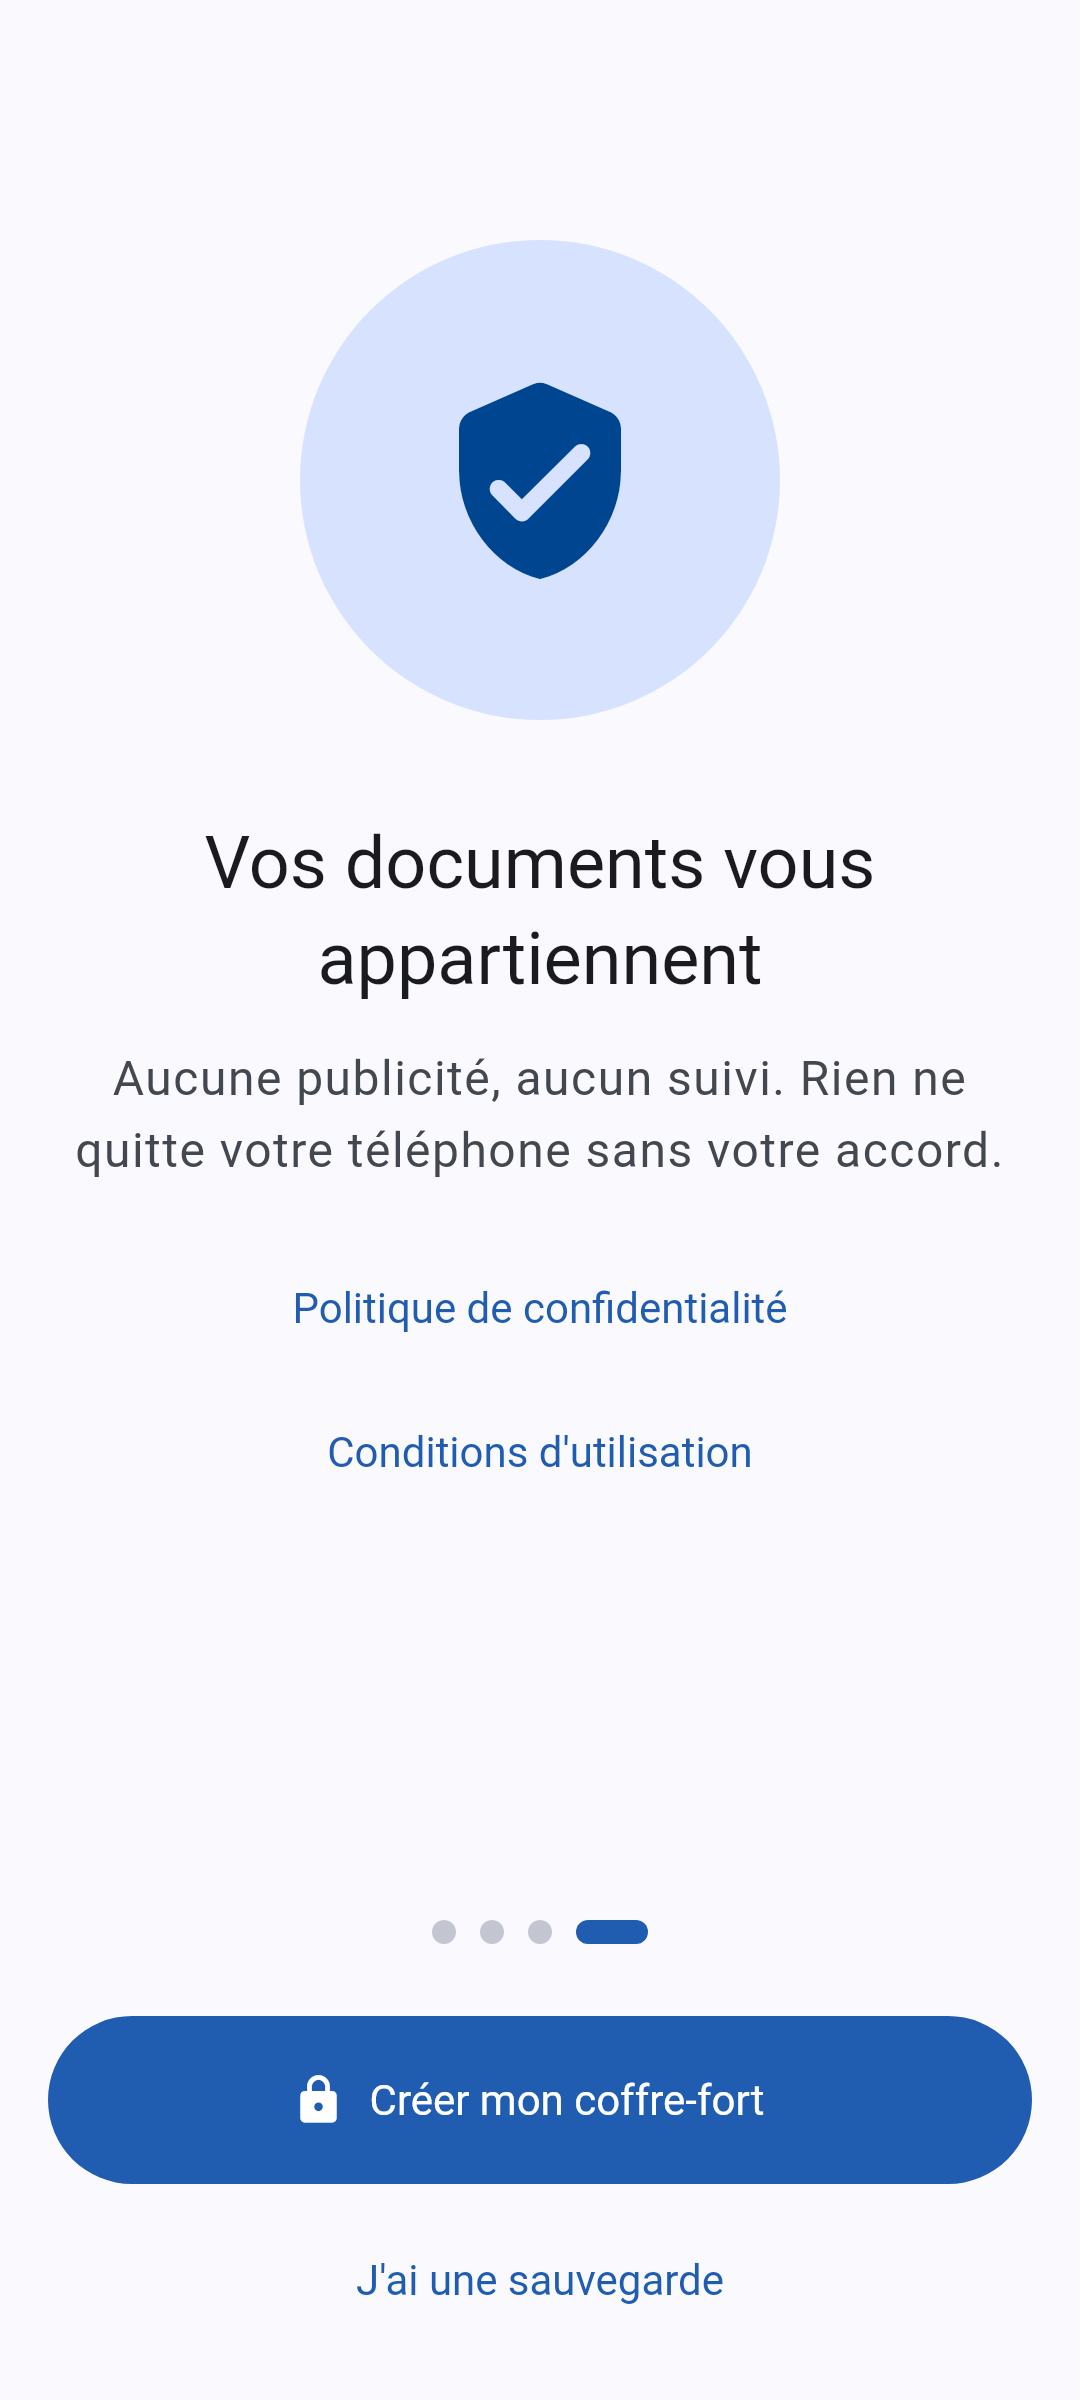 Vos documents vous
appartiennent
Aucune publicité, aucun suivi. Rien ne
quitte votre téléphone sans votre accord.
Politique de confidentialité
Conditions d'utilisation
Créer mon coffre-fort
J'ai une sauvegarde